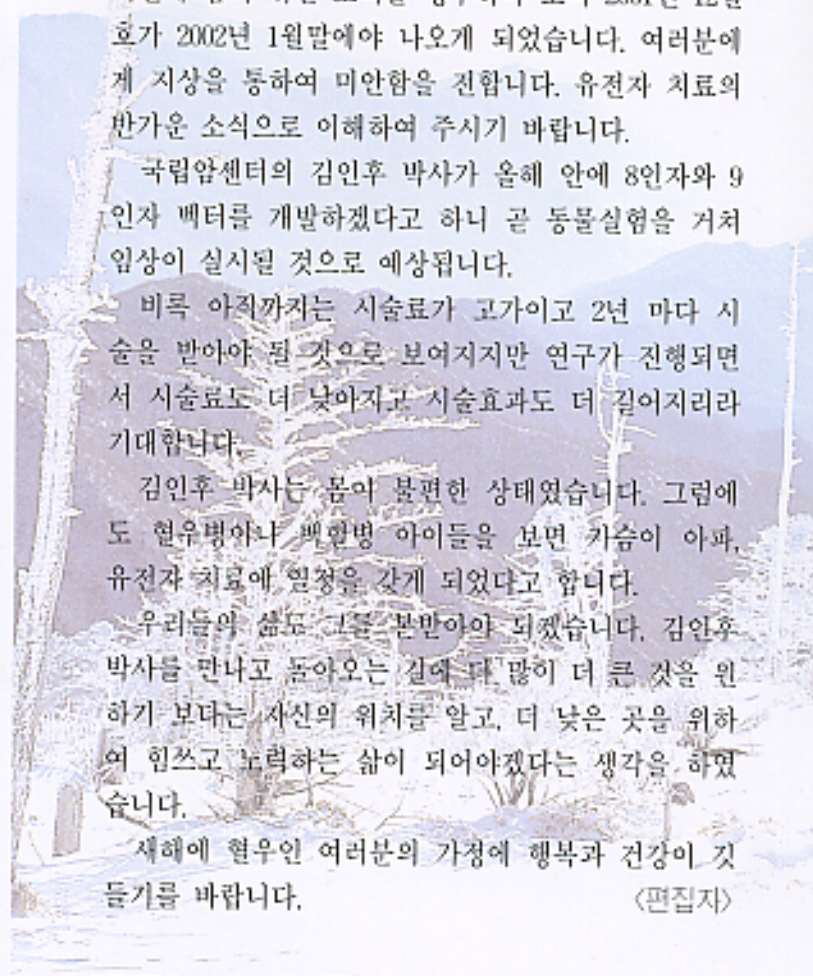 호가 2002년 1월말에야 나오게 되었습니다. 여러분에
게 지상을 통하여 미안함을 전합니다. 유전자 치료의
반가운 소식으로 이해하여 주시기 바랍니다.
국립암센터의 김인후 박사가 올해 안에 8인자와 9
인자 벡터를 개발하겠다고 하니 곧 동물실험을 거쳐
임상이 실시될 것으로 예상됩니다.
비록 아직까지는 시술료가 고가이고 2년 마다 시
술을 받아야 될 것으로 보여지지만 연구가 진행되면
서 시술료도 더 낮아지고 시술효과도 더 길어지리라
기대합니다.
김인후 박사는 몸이 불편한 상태였습니다. 그럼에
도 혈우병이나 백혈병 아이들을 보면 가슴이 아파,
유전자 치료에 열정을 갖게 되었다고 합니다.
우리들의 삶도 그를 본받아야 되겠습니다. 김인후
박사를 만나고 돌아오는 길에 더 많이 더 큰 것을 원
하기 보다는 자신의 위치를 알고, 더 낮은 곳을 위하
여 힘쓰고 노력하는 삶이 되어야겠다는 생각을 하였
습니다.
새해에 혈우인 여러분의 가정에 행복과 건강이 깃
들기를 바랍니다. 〈편집자〉